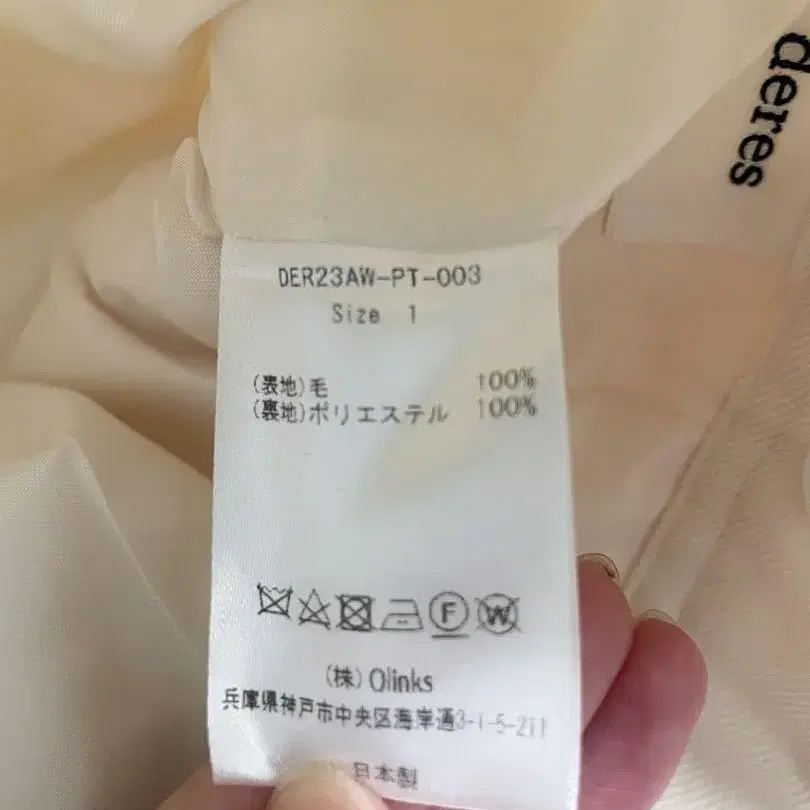 deres
DER23AW-PT-003
Size 1
(表地)毛 100%
(裏地)ポリエステル 100%
F W
(株) Olinks
兵庫県神戸市中央区海岸通3-1-5-211
日本製